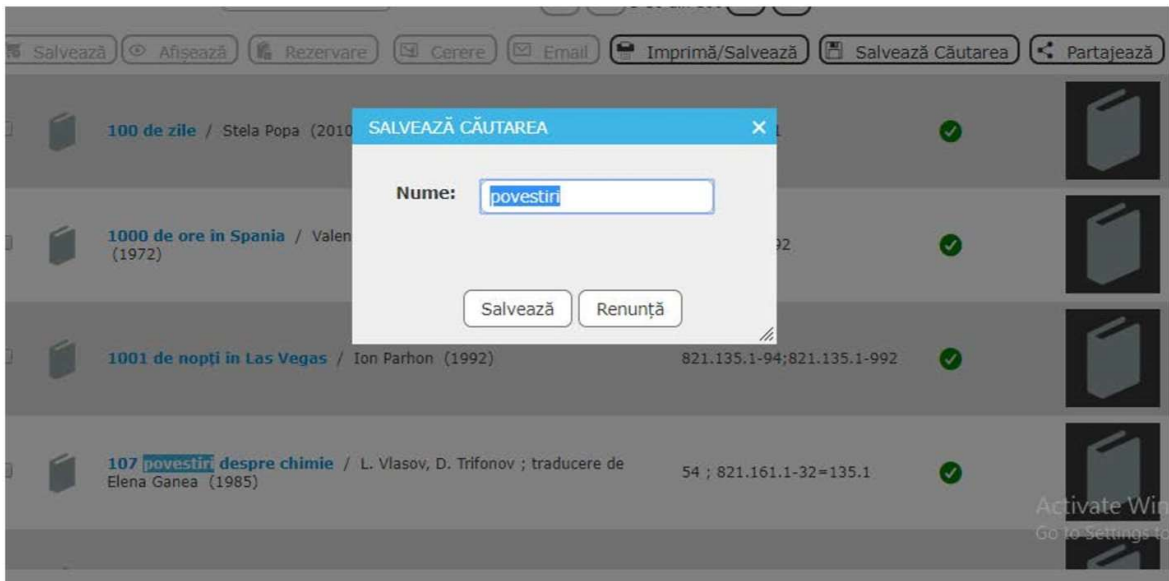 Salvează Afișează Rezervare Cerere Email Imprimă/Salvează Salvează Căutarea Partajează
100 de zile / Stela Popa (2010
SALVEAZĂ CĂUTAREA
Nume: povestiri
1000 de ore în Spania / Valen
(1972)
92
Salvează Renunță
1001 de nopți în Las Vegas / Ion Parhon (1992) 821.135.1-94;821.135.1-992
107 povestiri despre chimie / L. Vlasov, D. Trifonov ; traducere de
Elena Ganea (1985)
54 ; 821.161.1-32=135.1
Activate Win
Go to Settings to